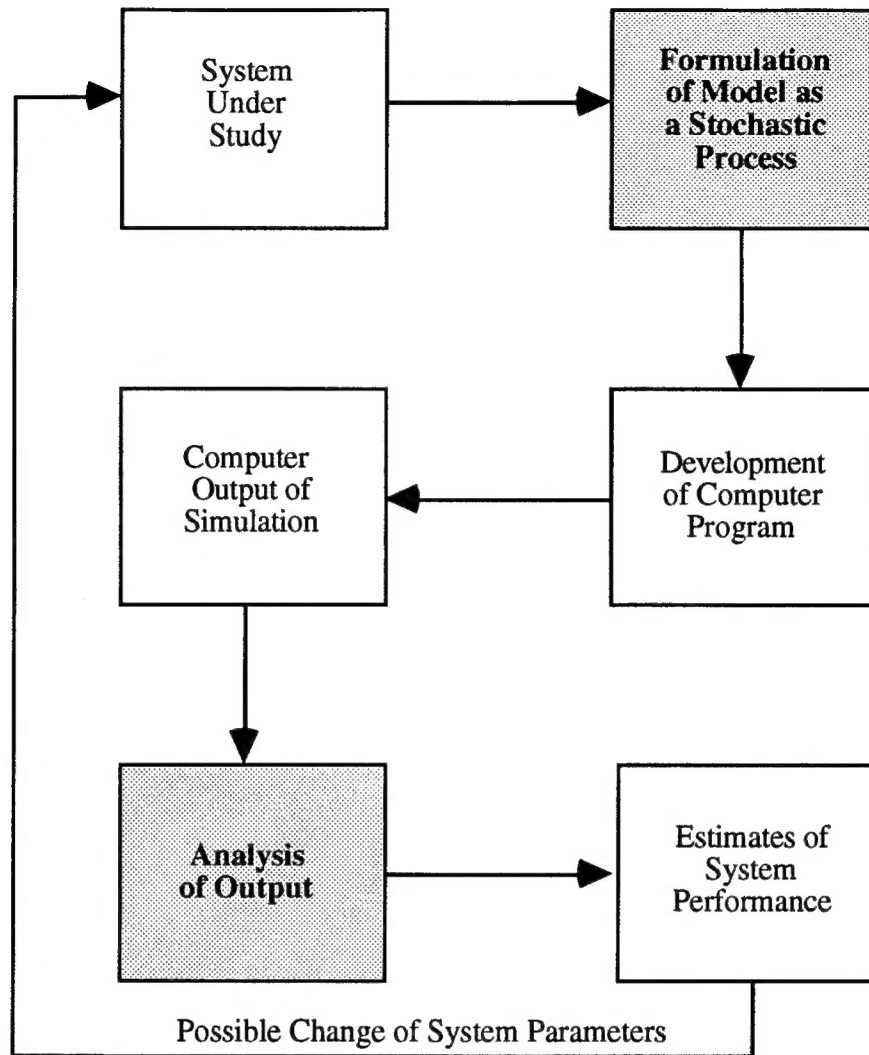 System
Under
Study
Formulation
of Model as
a Stochastic
Process
Development
of Computer
Program
Computer
Output of
Simulation
Analysis
of Output
Estimates of
System
Performance
Possible Change of System Parameters